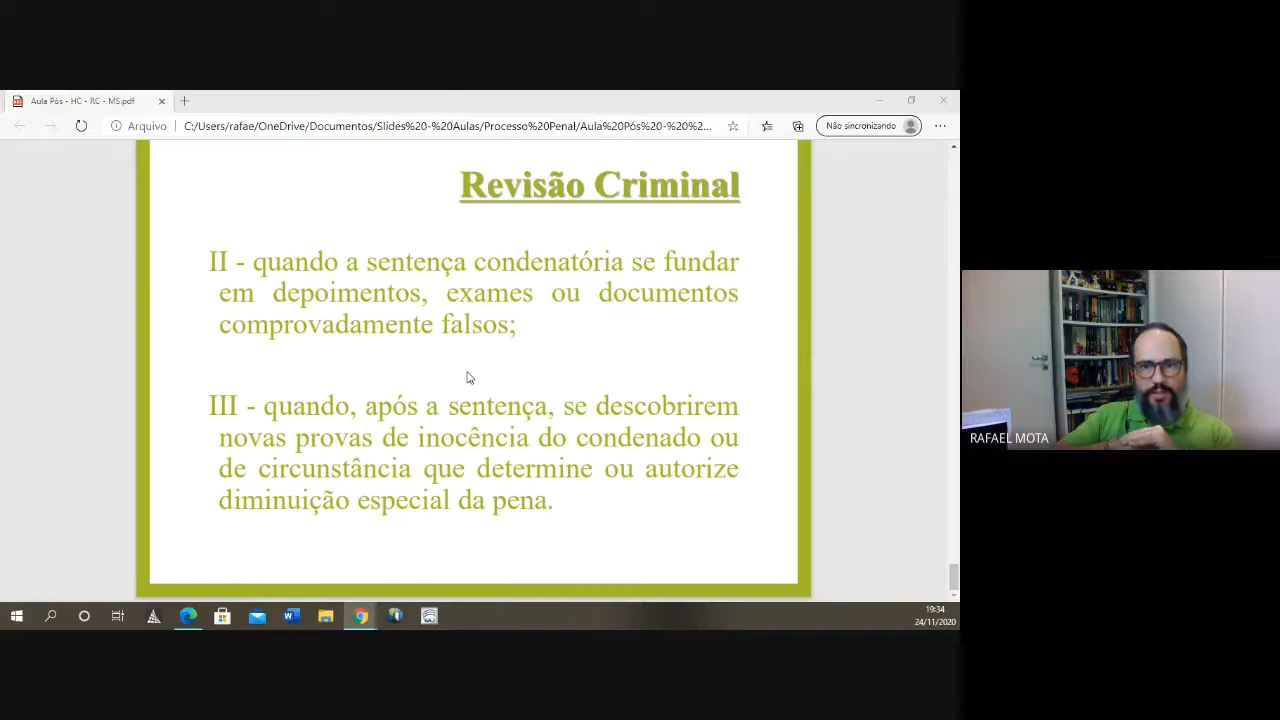 Aula Pós - HC - RC - MS.pdf
Arquivo
C:/Users/rafae/OneDrive/Documentos/Slides%20-%20Aulas/Processo%20Penal/Aula%20Pós%20-%20%2...
Não sincronizando
Revisão Criminal
II - quando a sentença condenatória se fundar
em depoimentos, exames ou documentos
comprovadamente falsos;
III - quando, após a sentença, se descobrirem
novas provas de inocência do condenado ou
de circunstância que determine ou autorize
diminuição especial da pena.
RAFAEL MOTA
19:34
24/11/2020